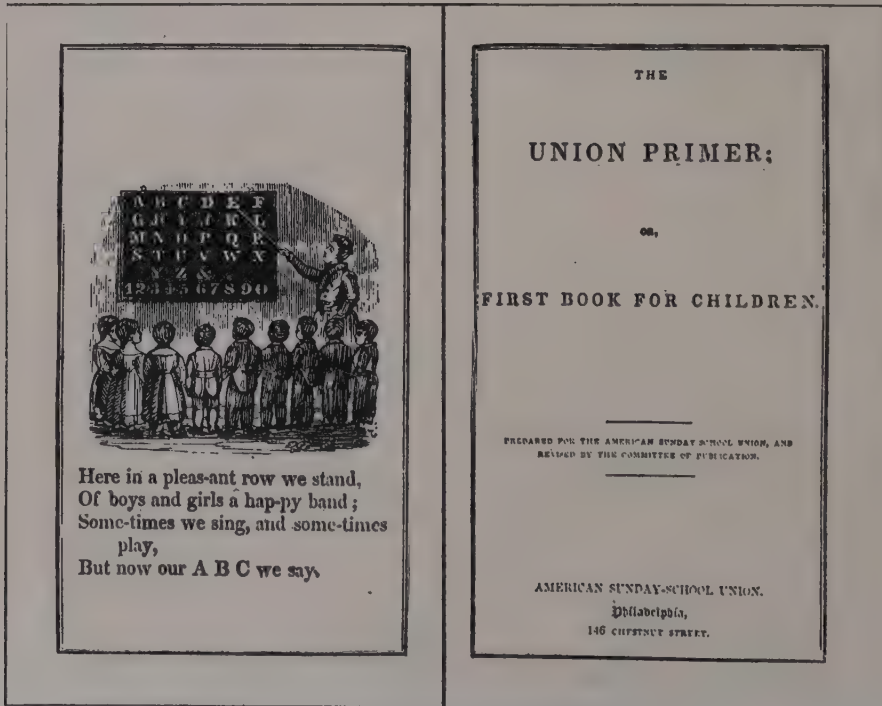 A B C D E F
G H I J K L
M N O P Q R
S T U V W X
Y Z &
1 2 3 4 5 6 7 8 9 0
Here in a pleas-ant row we stand,
Of boys and girls a hap-py band;
Some-times we sing, and some-times
play,
But now our A B C we say.
THE
UNION PRIMER;
OR,
FIRST BOOK FOR CHILDREN.
PREPARED FOR THE AMERICAN SUNDAY SCHOOL UNION, AND
REVISED BY THE COMMITTEE OF PUBLICATION.
AMERICAN SUNDAY-SCHOOL UNION.
Philadelphia,
146 CHESTNUT STREET.